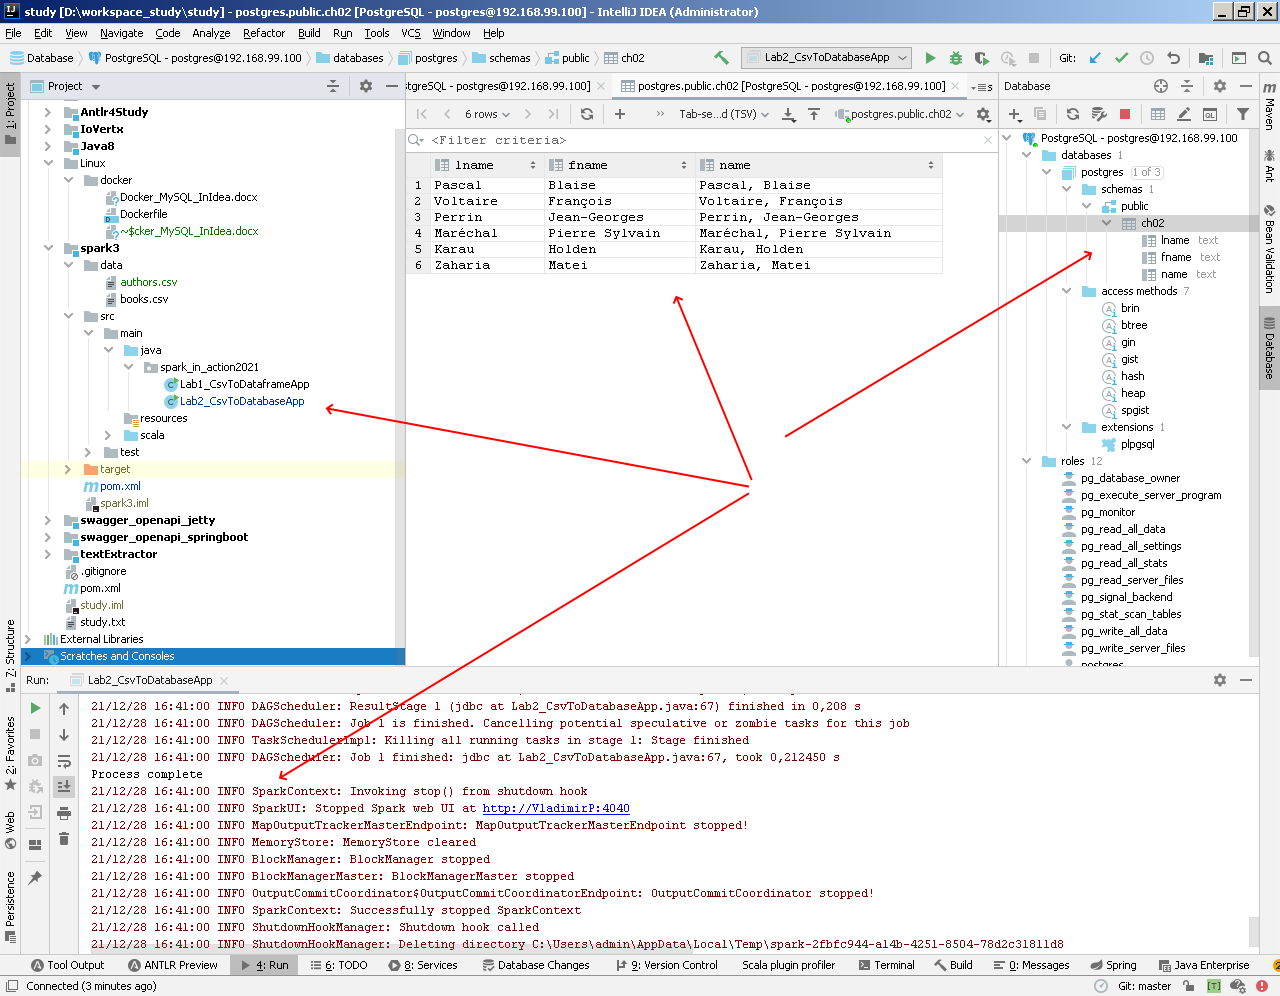 study [D:\workspace_study\study] - postgres.public.ch02 [PostgreSQL - postgres@192.168.99.100] - IntelliJ IDEA (Administrator)
File Edit View Navigate Code Analyze Refactor Build Run Tools VCS Window Help
Database PostgreSQL - postgres@192.168.99.100 databases postgres schemas public ch02 Lab2_CsvToDatabaseApp Git:
1: Project
Z: Structure
2: Favorites
Web
Persistence
Project
Antlr4Study
IoVertx
Java8
Linux
docker
Docker_MySQL_InIdea.docx
Dockerfile
~$cker_MySQL_InIdea.docx
spark3
data
authors.csv
books.csv
src
main
java
spark_in_action2021
Lab1_CsvToDataframeApp
Lab2_CsvToDatabaseApp
resources
scala
test
target
pom.xml
spark3.iml
swagger_openapi_jetty
swagger_openapi_springboot
textExtractor
.gitignore
pom.xml
study.iml
study.txt
External Libraries
Scratches and Consoles
stgreSQL - postgres@192.168.99.100] postgres.public.ch02 [PostgreSQL - postgres@192.168.99.100]
6 rows Tab-se...d (TSV) postgres.public.ch02
<Filter criteria>
lname fname name
1 Pascal Blaise Pascal, Blaise
2 Voltaire François Voltaire, François
3 Perrin Jean-Georges Perrin, Jean-Georges
4 Maréchal Pierre Sylvain Maréchal, Pierre Sylvain
5 Karau Holden Karau, Holden
6 Zaharia Matei Zaharia, Matei
Database
PostgreSQL - postgres@192.168.99.100
databases 1
postgres 1 of 3
schemas 1
public
ch02
lname text
fname text
name text
access methods 7
brin
btree
gin
gist
hash
heap
spgist
extensions 1
plpgsql
roles 12
pg_database_owner
pg_execute_server_program
pg_monitor
pg_read_all_data
pg_read_all_settings
pg_read_all_stats
pg_read_server_files
pg_signal_backend
pg_stat_scan_tables
pg_write_all_data
pg_write_server_files
postgres
Maven
Ant
Bean Validation
Database
Run: Lab2_CsvToDatabaseApp
21/12/28 16:41:00 INFO DAGScheduler: ResultStage 1 (jdbc at Lab2_CsvToDatabaseApp.java:67) finished in 0,208 s
21/12/28 16:41:00 INFO DAGScheduler: Job 1 is finished. Cancelling potential speculative or zombie tasks for this job
21/12/28 16:41:00 INFO TaskSchedulerImpl: Killing all running tasks in stage 1: Stage finished
21/12/28 16:41:00 INFO DAGScheduler: Job 1 finished: jdbc at Lab2_CsvToDatabaseApp.java:67, took 0,212450 s
Process complete
21/12/28 16:41:00 INFO SparkContext: Invoking stop() from shutdown hook
21/12/28 16:41:00 INFO SparkUI: Stopped Spark web UI at http://VladimirP:4040
21/12/28 16:41:00 INFO MapOutputTrackerMasterEndpoint: MapOutputTrackerMasterEndpoint stopped!
21/12/28 16:41:00 INFO MemoryStore: MemoryStore cleared
21/12/28 16:41:00 INFO BlockManager: BlockManager stopped
21/12/28 16:41:00 INFO BlockManagerMaster: BlockManagerMaster stopped
21/12/28 16:41:00 INFO OutputCommitCoordinator$OutputCommitCoordinatorEndpoint: OutputCommitCoordinator stopped!
21/12/28 16:41:00 INFO SparkContext: Successfully stopped SparkContext
21/12/28 16:41:00 INFO ShutdownHookManager: Shutdown hook called
21/12/28 16:41:00 INFO ShutdownHookManager: Deleting directory C:\Users\admin\AppData\Local\Temp\spark-2fbfc944-a14b-4251-8504-78d2c31811d8
Tool Output ANTLR Preview 4: Run 6: TODO 8: Services Database Changes 9: Version Control Scala plugin profiler Terminal Build 0: Messages Spring Java Enterprise
Connected (3 minutes ago) Git: master [T]